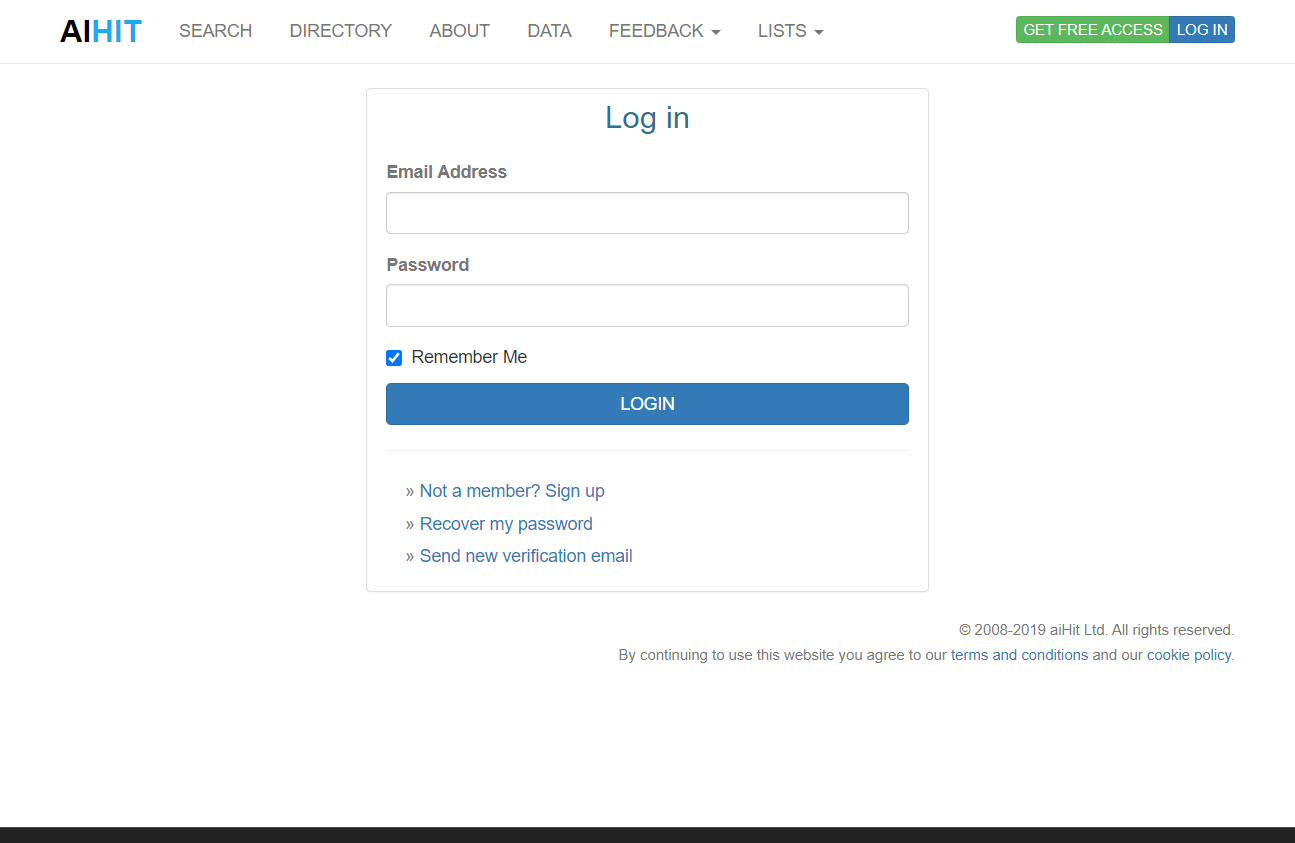 AIHIT SEARCH DIRECTORY ABOUT DATA FEEDBACK LISTS GET FREE ACCESS LOG IN
Log in
Email Address
Password
Remember Me
LOGIN
» Not a member? Sign up
» Recover my password
» Send new verification email
© 2008-2019 aiHit Ltd. All rights reserved.
By continuing to use this website you agree to our terms and conditions and our cookie policy.